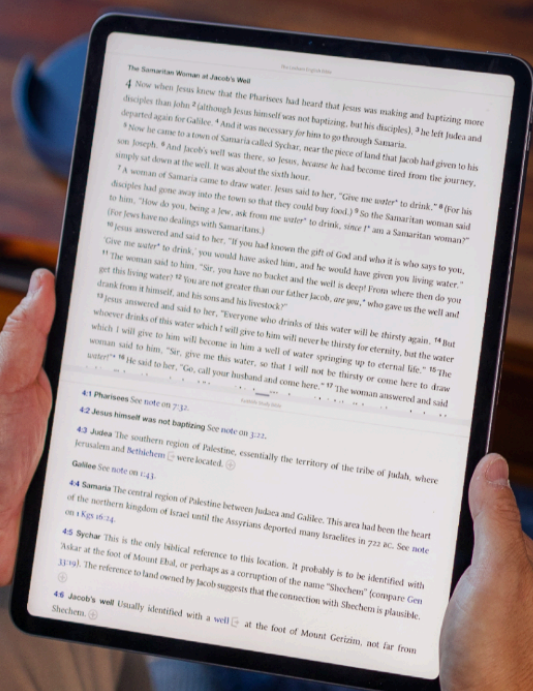 The Samaritan Woman at Jacob's Well
4 Now when Jesus knew that the Pharisees had heard that Jesus was making and baptizing more
disciples than John 2 (although Jesus himself was not baptizing, but his disciples), 3 he left Judea and
departed again for Galilee. 4 And it was necessary for him to go through Samaria.
5 Now he came to a town of Samaria called Sychar, near the piece of land that Jacob had given to his
son Joseph. 6 And Jacob's well was there, so Jesus, because he had become tired from the journey,
simply sat down at the well. It was about the sixth hour.
7 A woman of Samaria came to draw water. Jesus said to her, "Give me water* to drink." 8 (For his
disciples had gone away into the town so that they could buy food.) 9 So the Samaritan woman said
to him, "How do you, being a Jew, ask from me water* to drink, since I* am a Samaritan woman?"
(For Jews have no dealings with Samaritans.)
10 Jesus answered and said to her, "If you had known the gift of God and who it is who says to you,
'Give me water* to drink,' you would have asked him, and he would have given you living water."
11 The woman said to him, "Sir, you have no bucket and the well is deep! From where then do you
get this living water? 12 You are not greater than our father Jacob, are you,* who gave us the well and
drank from it himself, and his sons and his livestock?"
13 Jesus answered and said to her, "Everyone who drinks of this water will be thirsty again. 14 But
whoever drinks of this water which I will give to him will never be thirsty for eternity, but the water
which I will give to him will become in him a well of water springing up to eternal life." 15 The
woman said to him, "Sir, give me this water, so that I will not be thirsty or come here to draw
water!"* 16 He said to her, "Go, call your husband and come here." 17 The woman answered and said
4:1 Pharisees See note on 7:32.
4:2 Jesus himself was not baptizing See note on 3:22.
4:3 Judea The southern region of Palestine, essentially the territory of the tribe of Judah, where
Jerusalem and Bethlehem were located.
Galilee See note on 1:43.
4:4 Samaria The central region of Palestine between Judaea and Galilee. This area had been the heart
of the northern kingdom of Israel until the Assyrians deported many Israelites in 722 BC. See note
on 1 Kgs 16:24.
4:5 Sychar This is the only biblical reference to this location. It probably is to be identified with
'Askar at the foot of Mount Ebal, or perhaps as a corruption of the name "Shechem" (compare Gen
33:19). The reference to land owned by Jacob suggests that the connection with Shechem is plausible.
4:6 Jacob's well Usually identified with a well at the foot of Mount Gerizim, not far from
Shechem.